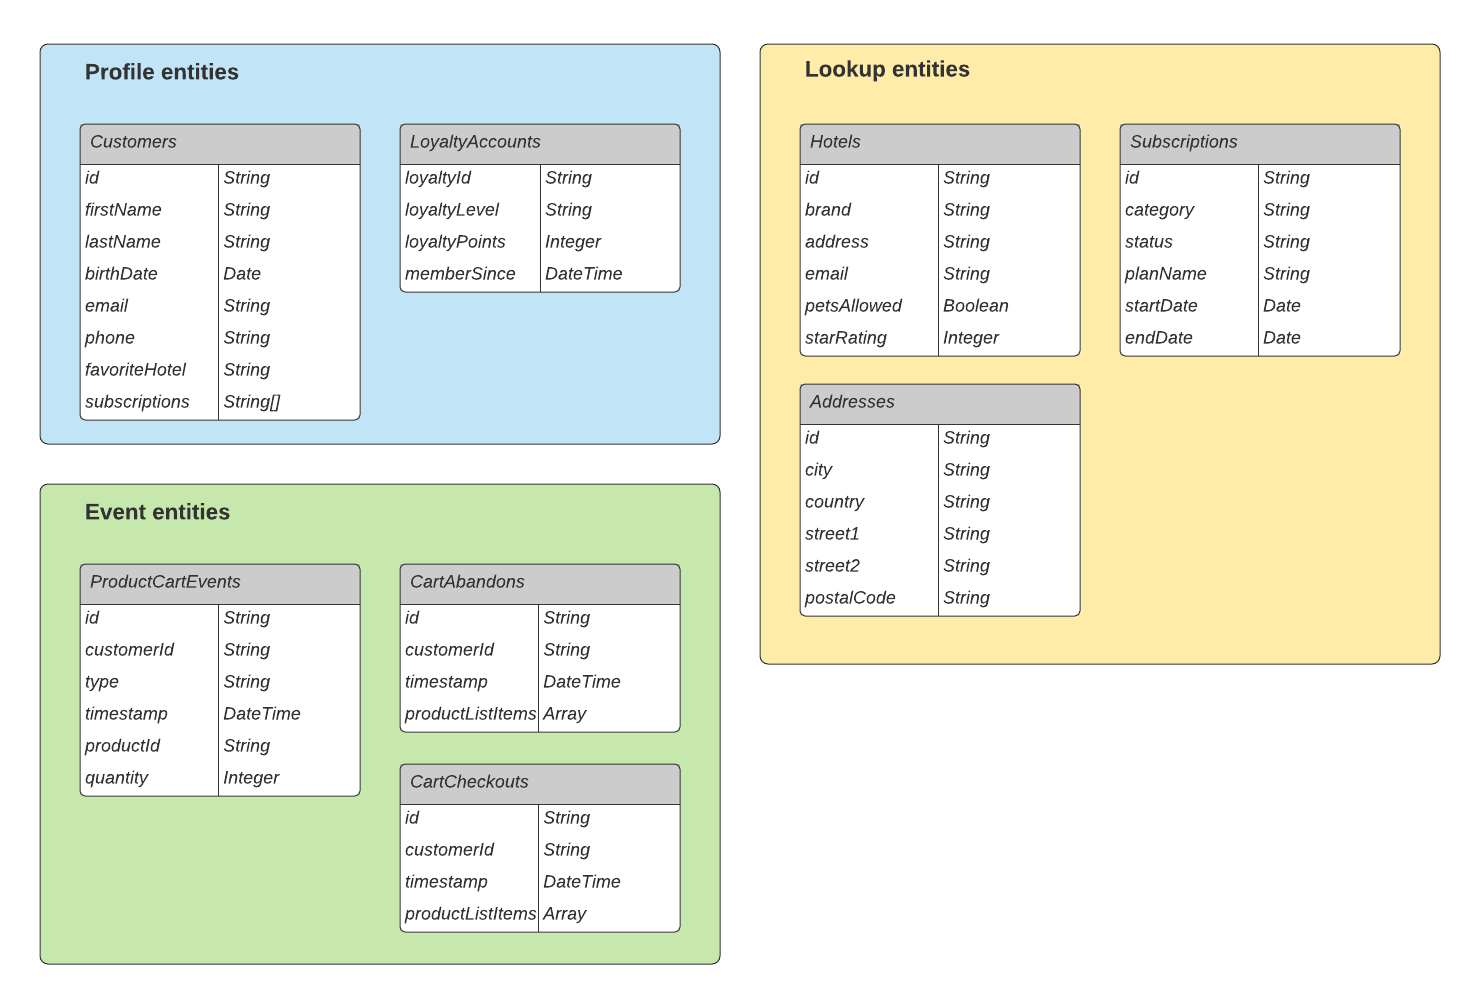 Profile entities
Customers
id String
firstName String
lastName String
birthDate Date
email String
phone String
favoriteHotel String
subscriptions String[]
LoyaltyAccounts
loyaltyId String
loyaltyLevel String
loyaltyPoints Integer
memberSince DateTime
Event entities
ProductCartEvents
id String
customerId String
type String
timestamp DateTime
productId String
quantity Integer
CartAbandons
id String
customerId String
timestamp DateTime
productListItems Array
CartCheckouts
id String
customerId String
timestamp DateTime
productListItems Array
Lookup entities
Hotels
id String
brand String
address String
email String
petsAllowed Boolean
starRating Integer
Subscriptions
id String
category String
status String
planName String
startDate Date
endDate Date
Addresses
id String
city String
country String
street1 String
street2 String
postalCode String